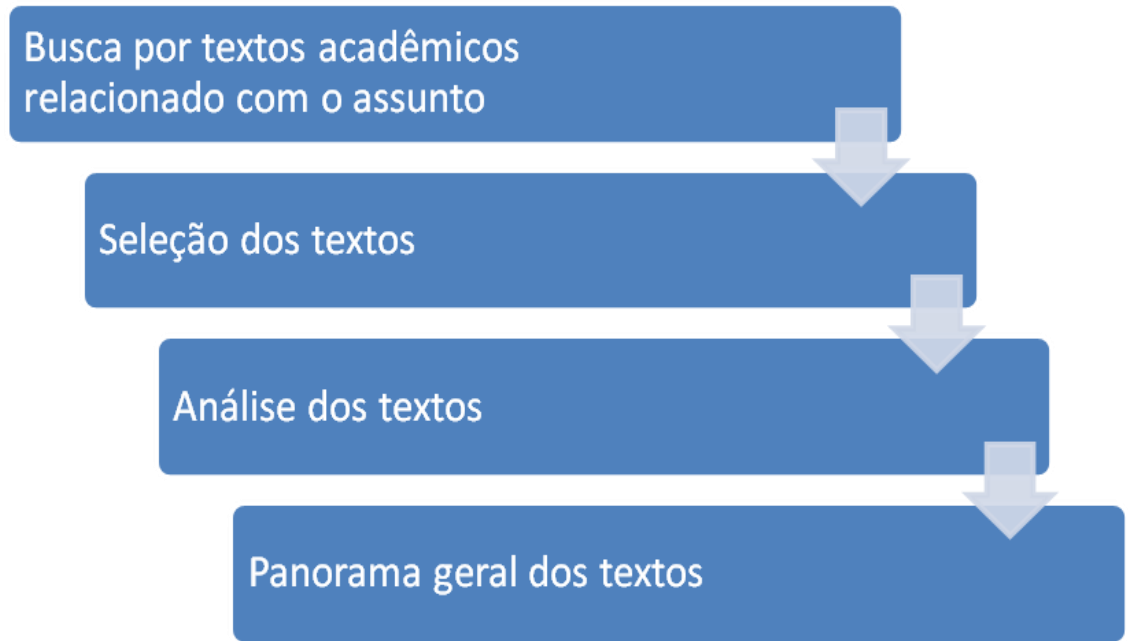 Busca por textos acadêmicos
relacionado com o assunto
Seleção dos textos
Análise dos textos
Panorama geral dos textos